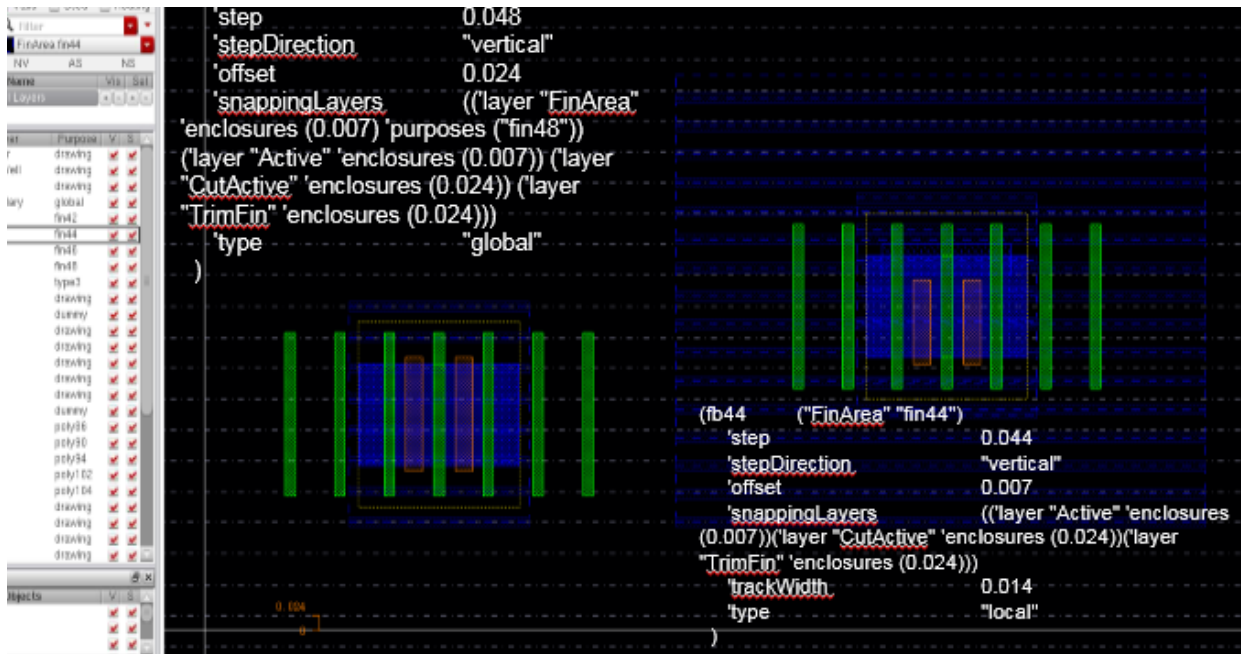 Filter
FinArea fin44
NV AS NS
Name Vis Sel
Layers
Purpose V S
drawing
drawing
drawing
global
fin42
fin44
fin46
fin48
type3
drawing
dummy
drawing
drawing
drawing
drawing
drawing
dummy
poly86
poly90
poly94
poly102
poly104
drawing
drawing
drawing
drawing
Objects V S
'step 0.048
'stepDirection "vertical"
'offset 0.024
'snappingLayers (('layer "FinArea"
'enclosures (0.007) 'purposes ("fin48"))
('layer "Active" 'enclosures (0.007)) ('layer
"CutActive" 'enclosures (0.024)) ('layer
"TrimFin" 'enclosures (0.024)))
'type "global"
)
0.024
0
(fb44 ("FinArea" "fin44")
'step 0.044
'stepDirection "vertical"
'offset 0.007
'snappingLayers (('layer "Active" 'enclosures
(0.007))('layer "CutActive" 'enclosures (0.024))('layer
"TrimFin" 'enclosures (0.024)))
'trackWidth 0.014
'type "local"
)